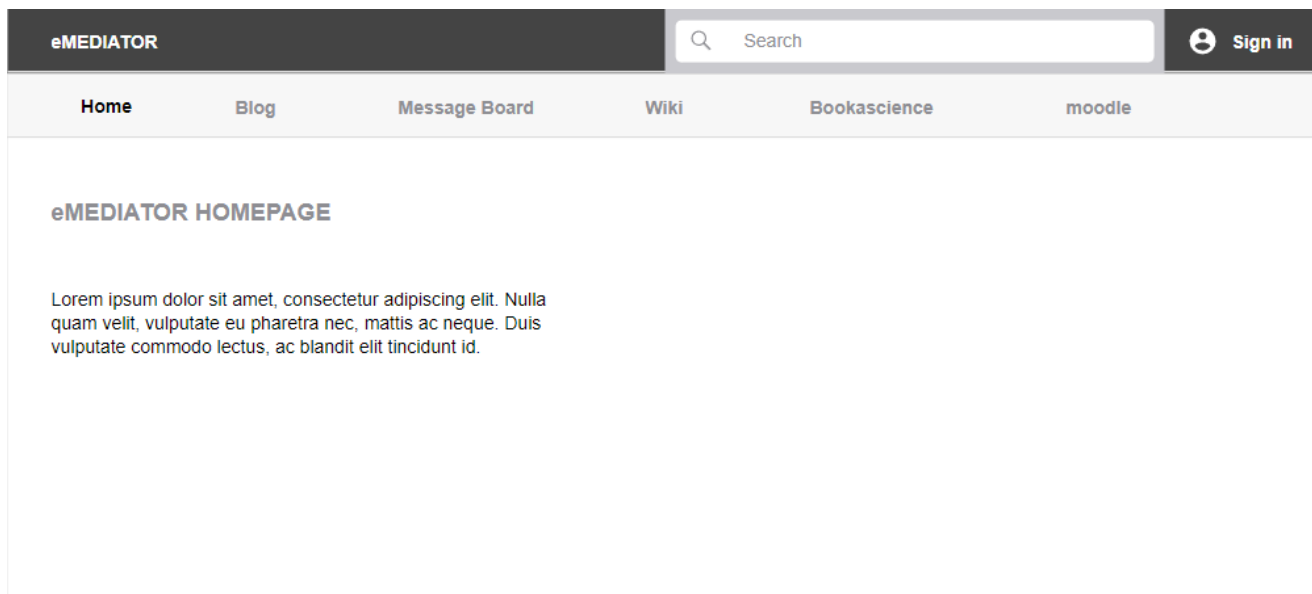 eMEDIATOR
Search
Sign in
Home
Blog
Message Board
Wiki
Bookascience
moodle
eMEDIATOR HOMEPAGE
Lorem ipsum dolor sit amet, consectetur adipiscing elit. Nulla
quam velit, vulputate eu pharetra nec, mattis ac neque. Duis
vulputate commodo lectus, ac blandit elit tincidunt id.